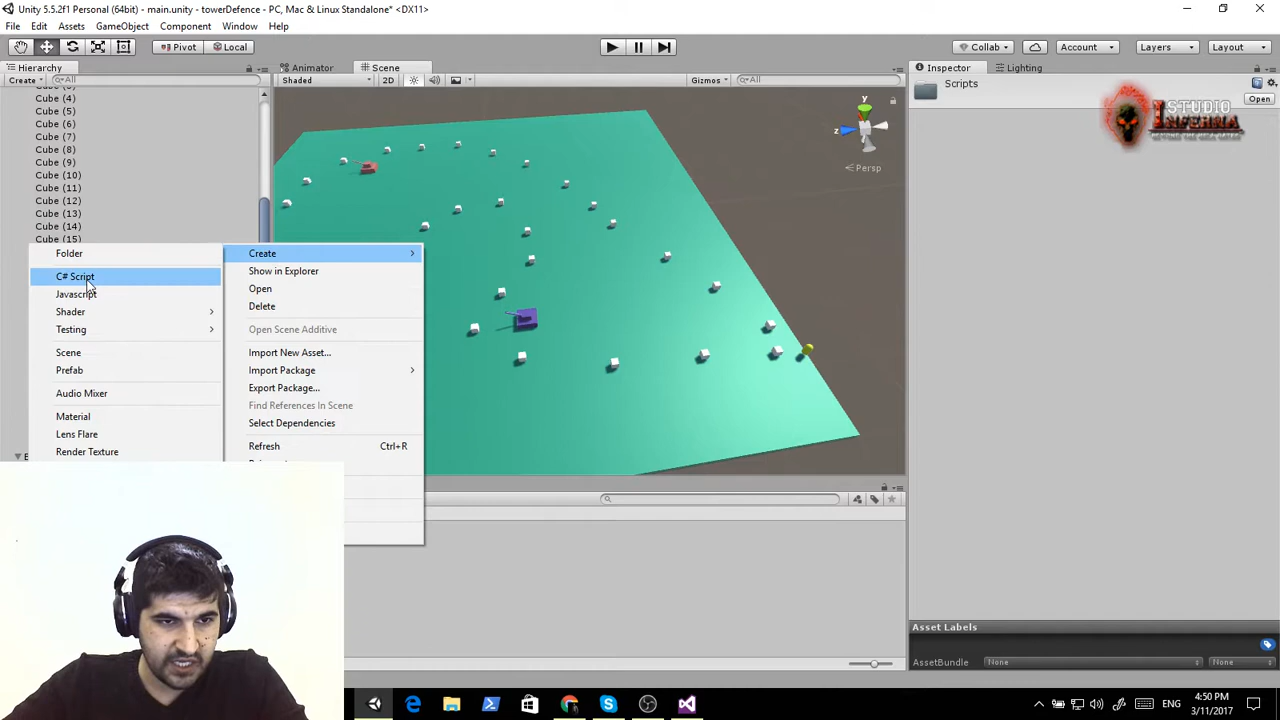 Unity 5.5.2f1 Personal (64bit) - main.unity - towerDefence - PC, Mac & Linux Standalone* <DX11>
File Edit Assets GameObject Component Window Help
Pivot Local Collab Account Layers Layout
Hierarchy Animator Scene Inspector Lighting
Create All Shaded 2D Gizmos All Scripts
Open
STUDIO
INFERNA
Cube (4)
Cube (5)
Cube (6)
Cube (7)
Cube (8)
Cube (9)
Cube (10)
Cube (11)
Cube (12)
Cube (13)
Cube (14)
Cube (15)
y
x
z
Persp
Folder
C# Script
Javascript
Shader
Testing
Scene
Prefab
Audio Mixer
Material
Lens Flare
Render Texture
Create
Show in Explorer
Open
Delete
Open Scene Additive
Import New Asset...
Import Package
Export Package...
Find References In Scene
Select Dependencies
Refresh Ctrl+R
Asset Labels
AssetBundle None None
ENG
4:50 PM
3/11/2017